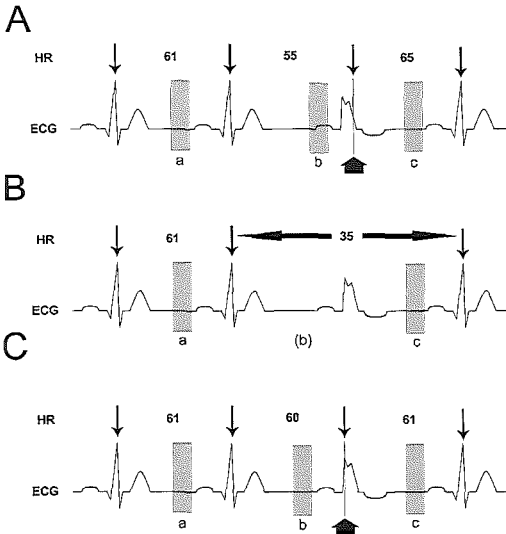 A
HR 61 55 65
ECG
a b c
B
HR 61 35
ECG
a (b) c
C
HR 61 60 61
ECG
a b c